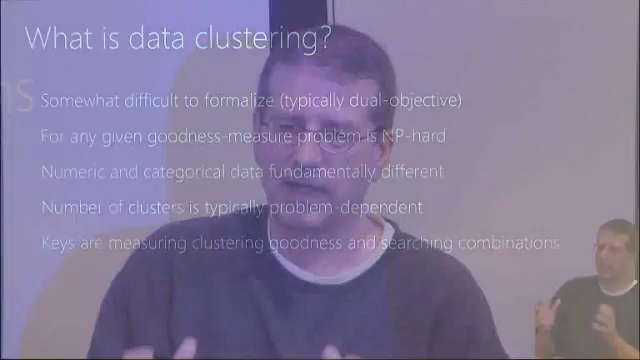 What is data clustering?
Somewhat difficult to formalize (typically dual-objective)
For any given goodness-measure problem is NP-hard
Numeric and categorical data fundamentally different
Number of clusters is typically problem-dependent
Keys are measuring clustering goodness and searching combinations